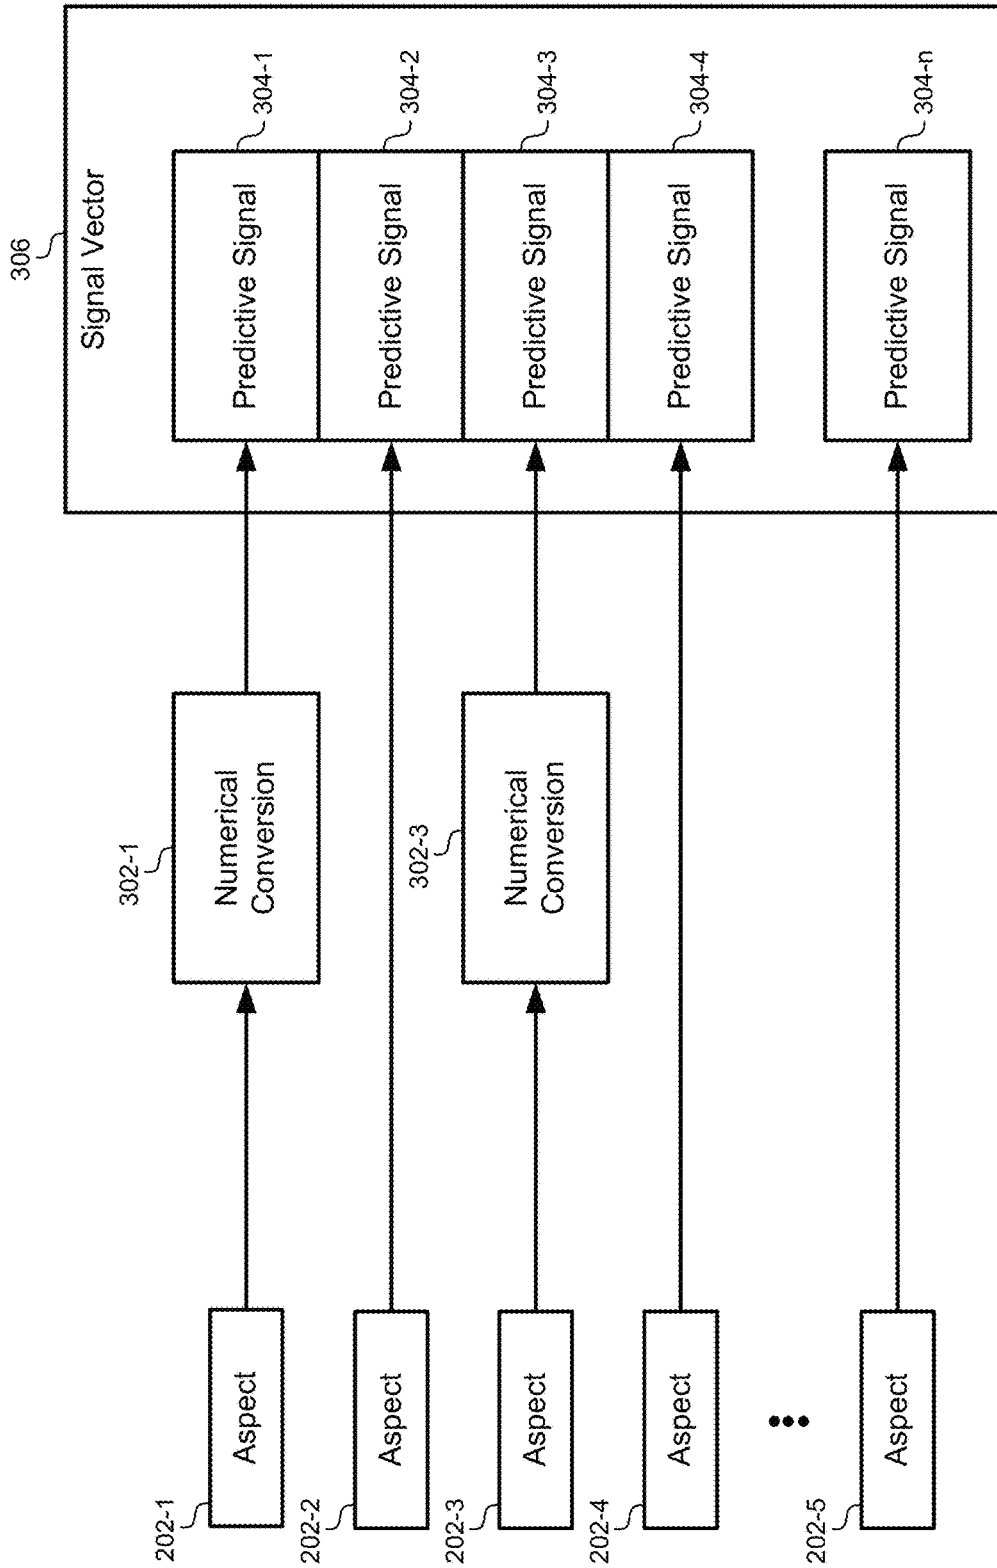 306
Signal Vector
202-1
Aspect
302-1
Numerical
Conversion
Predictive Signal
304-1
202-2
Aspect
Predictive Signal
304-2
202-3
Aspect
302-3
Numerical
Conversion
Predictive Signal
304-3
202-4
Aspect
Predictive Signal
304-4
202-5
Aspect
Predictive Signal
304-n